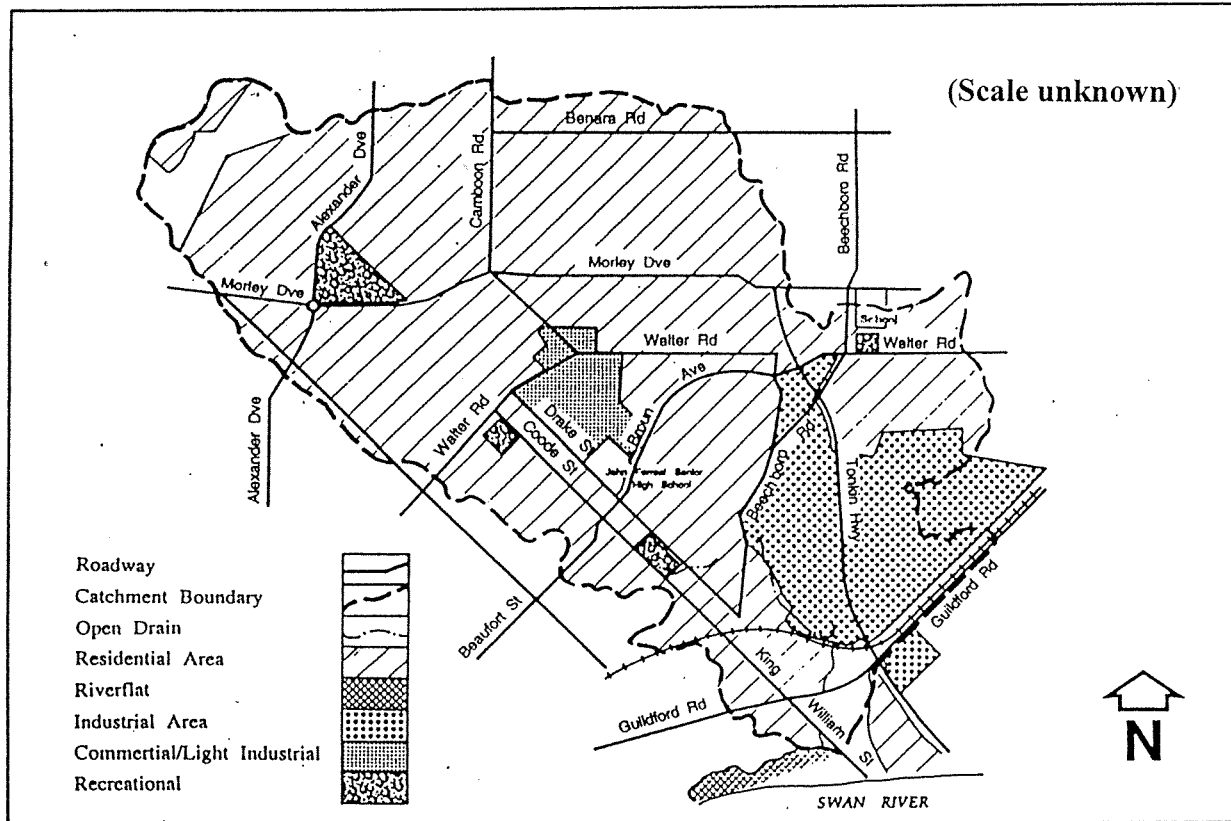 (Scale unknown)
Benara Rd
Alexander Dve
Camboon Rd
Beechboro Rd
Morley Dve
Morley Dve
School
Walter Rd
Walter Rd
Ave
Broun
Drake St
Coode St
Walter Rd
Alexander Dve
John Forrest Senior
High School
Beechboro Rd
Tonkin Hwy
Guildford Rd
Beaufort St
King
William
St
Guildford Rd
SWAN RIVER
N
Roadway
Catchment Boundary
Open Drain
Residential Area
Riverflat
Industrial Area
Commertial/Light Industrial
Recreational